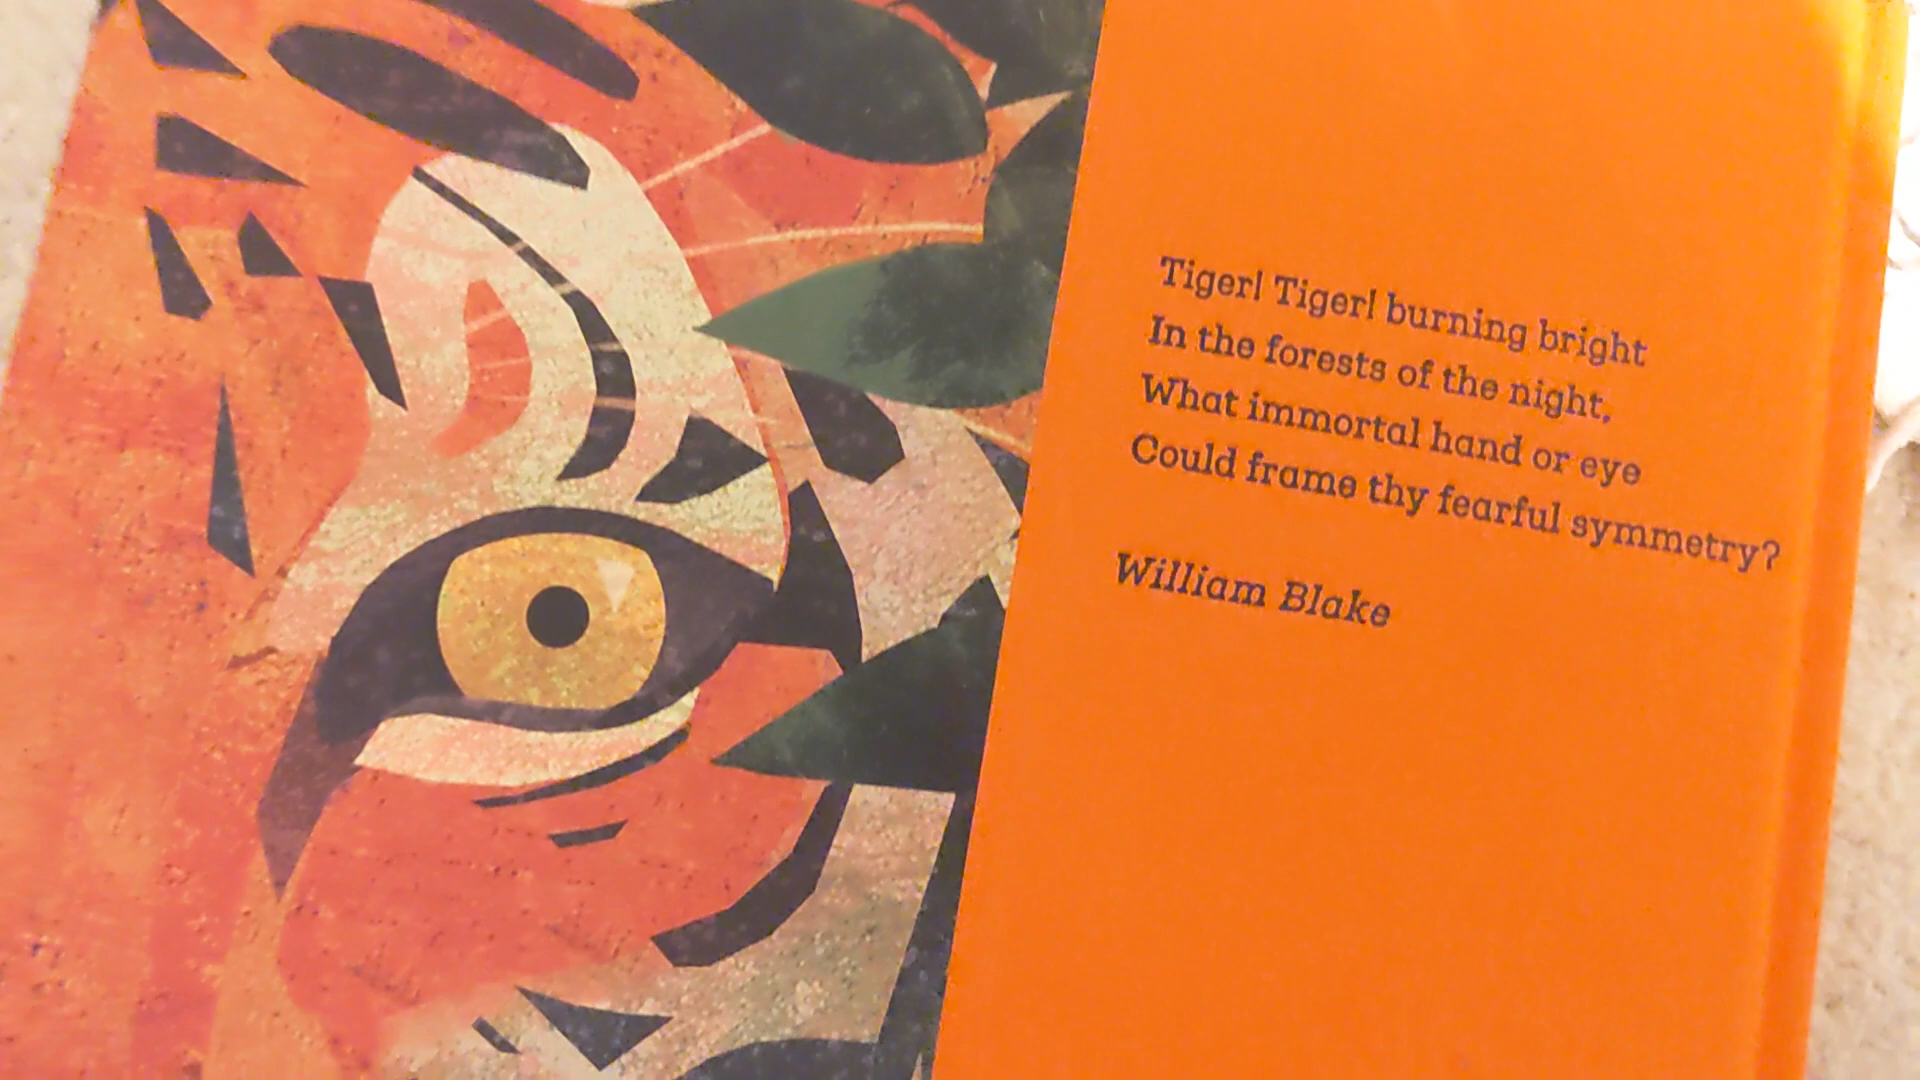 Tiger! Tiger! burning bright
In the forests of the night,
What immortal hand or eye
Could frame thy fearful symmetry?
William Blake